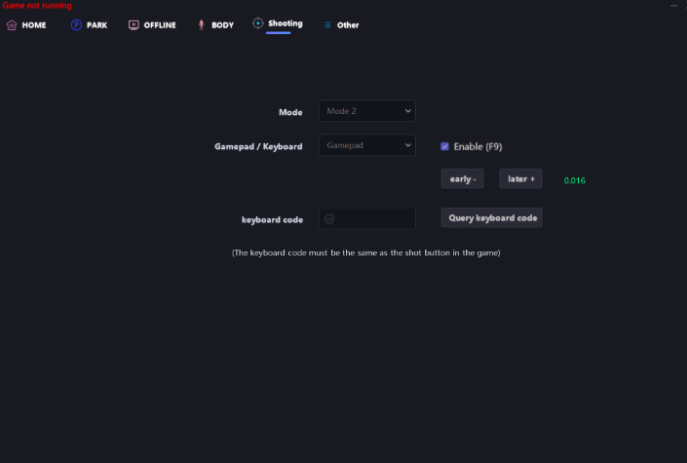 Game not running
HOME PARK OFFLINE BODY Shooting Other
Mode Mode 2
Gamepad / Keyboard Gamepad Enable (F9)
early - later + 0.016
keyboard code Query keyboard code
(The keyboard code must be the same as the shot button in the game)